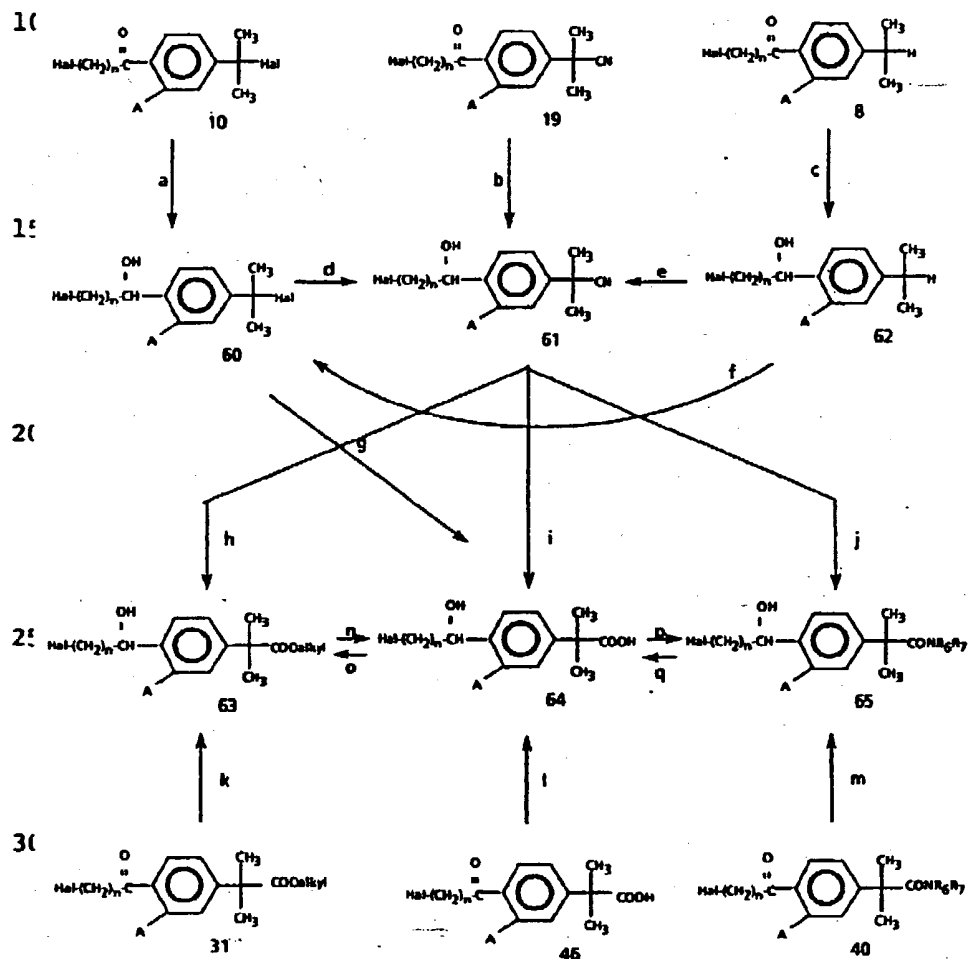 10
O CH₃
Hal-(CH₂)n-C Hal
A CH₃
10
O CH₃
Hal-(CH₂)n-C CN
A CH₃
19
O CH₃
Hal-(CH₂)n-C H
A CH₃
8
a b c
15
OH CH₃
Hal-(CH₂)n-CH Hal
A CH₃
60
d
OH CH₃
Hal-(CH₂)n-CH CN
A CH₃
61
e
OH CH₃
Hal-(CH₂)n-CH H
A CH₃
62
f
20
g
h i j
25
OH CH₃
Hal-(CH₂)n-CH COOalkyl
A CH₃
63
n
o
OH CH₃
Hal-(CH₂)n-CH COOH
A CH₃
64
p
q
OH CH₃
Hal-(CH₂)n-CH CONR₆R₇
A CH₃
65
k l m
30
O CH₃
Hal-(CH₂)n-C COOalkyl
A CH₃
31
O CH₃
Hal-(CH₂)n-C COOH
A CH₃
46
O CH₃
Hal-(CH₂)n-C CONR₆R₇
A CH₃
40